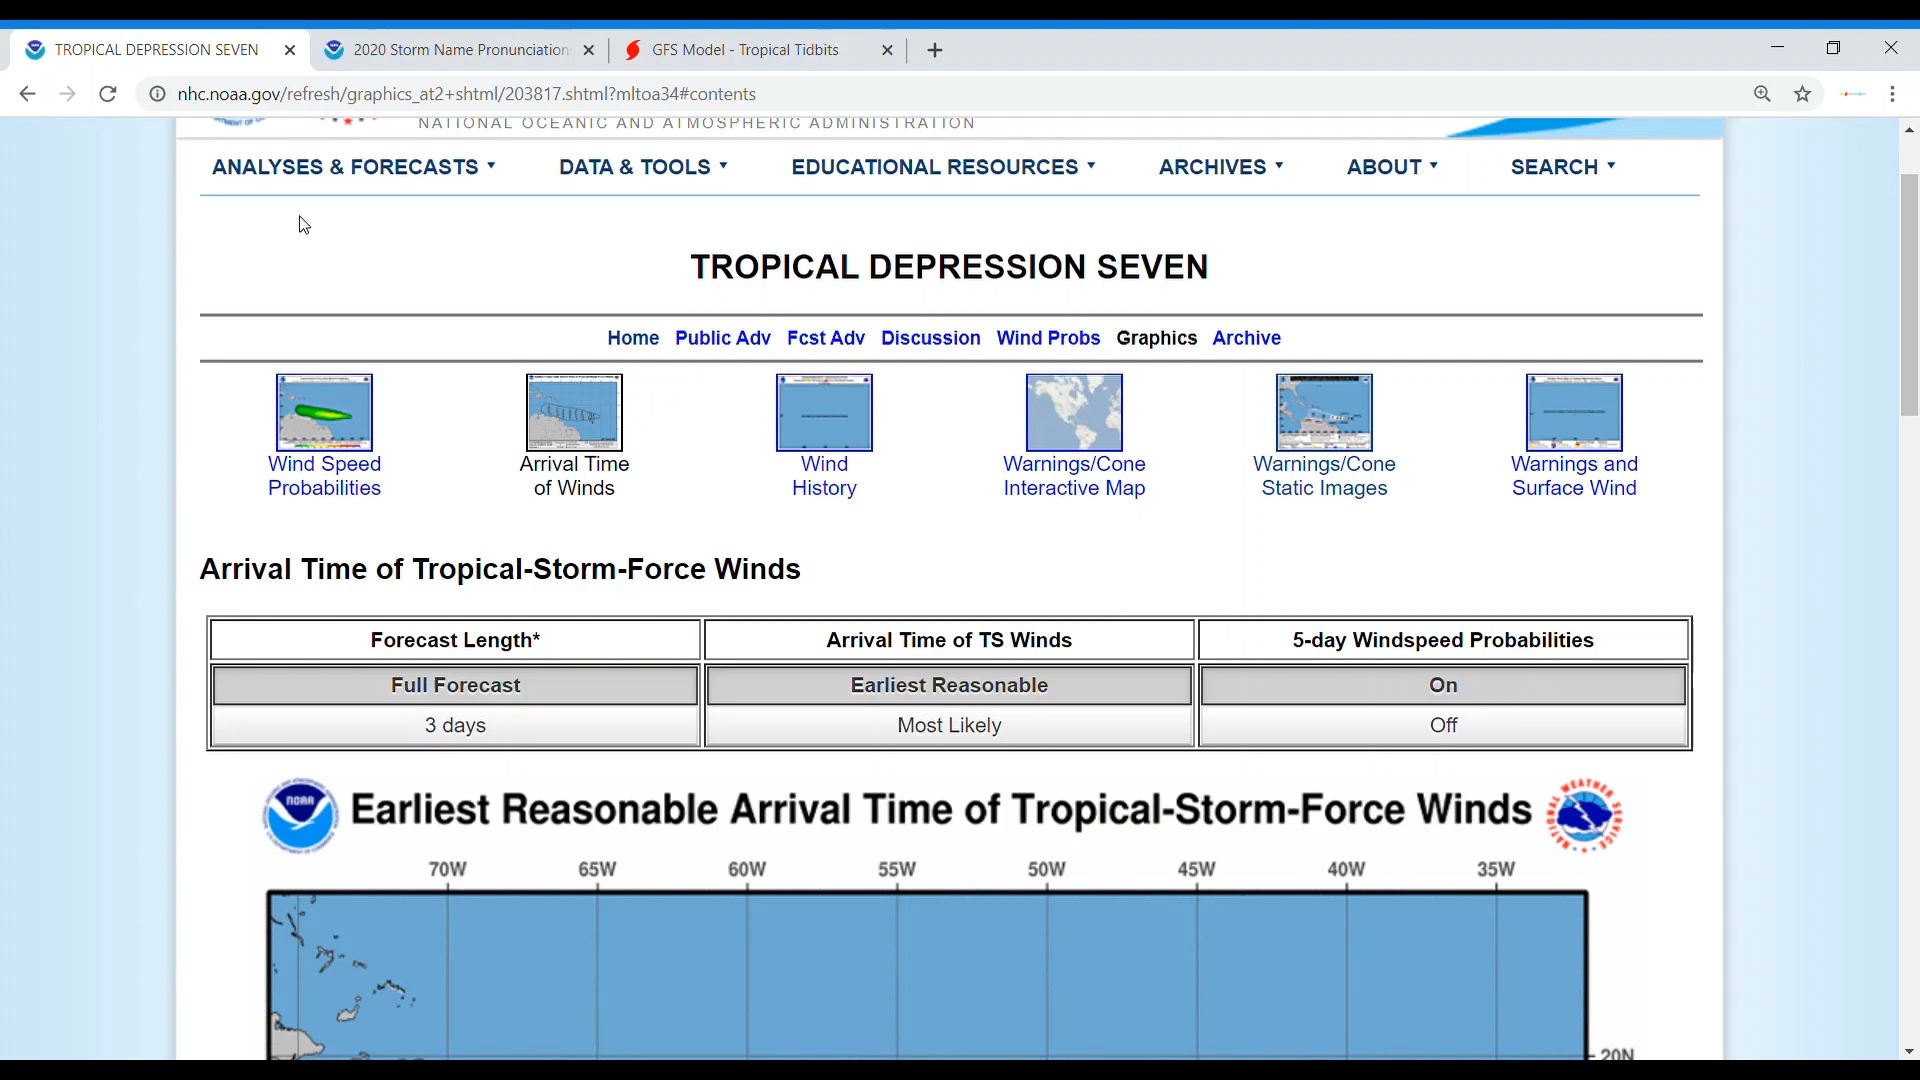 TROPICAL DEPRESSION SEVEN
2020 Storm Name Pronunciation
GFS Model - Tropical Tidbits
nhc.noaa.gov/refresh/graphics_at2+shtml/203817.shtml?mltoa34#contents
NATIONAL OCEANIC AND ATMOSPHERIC ADMINISTRATION
ANALYSES & FORECASTS DATA & TOOLS EDUCATIONAL RESOURCES ARCHIVES ABOUT SEARCH
TROPICAL DEPRESSION SEVEN
Home Public Adv Fcst Adv Discussion Wind Probs Graphics Archive
Wind Speed
Probabilities
Arrival Time
of Winds
Wind
History
Warnings/Cone
Interactive Map
Warnings/Cone
Static Images
Warnings and
Surface Wind
Arrival Time of Tropical-Storm-Force Winds
Forecast Length* Arrival Time of TS Winds 5-day Windspeed Probabilities
Full Forecast Earliest Reasonable On
3 days Most Likely Off
NOAA
Earliest Reasonable Arrival Time of Tropical-Storm-Force Winds
NATIONAL WEATHER SERVICE
70W 65W 60W 55W 50W 45W 40W 35W
20N